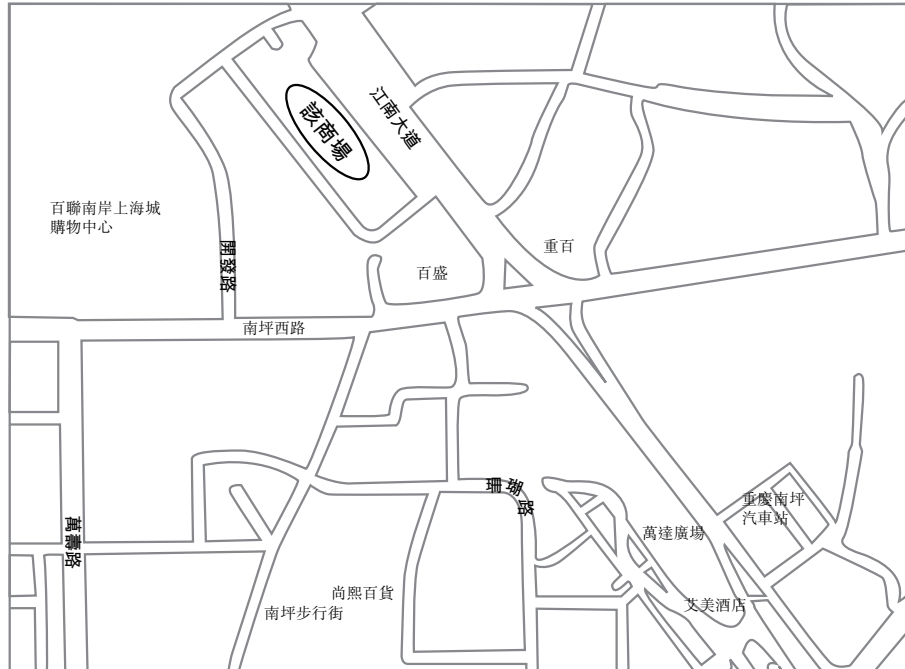 江南大道
該商場
百聯南岸上海城
購物中心
開發路
重百
百盛
南坪西路
珊瑚路
重慶南坪
汽車站
萬壽路
萬達廣場
尚熙百貨
南坪步行街
艾美酒店